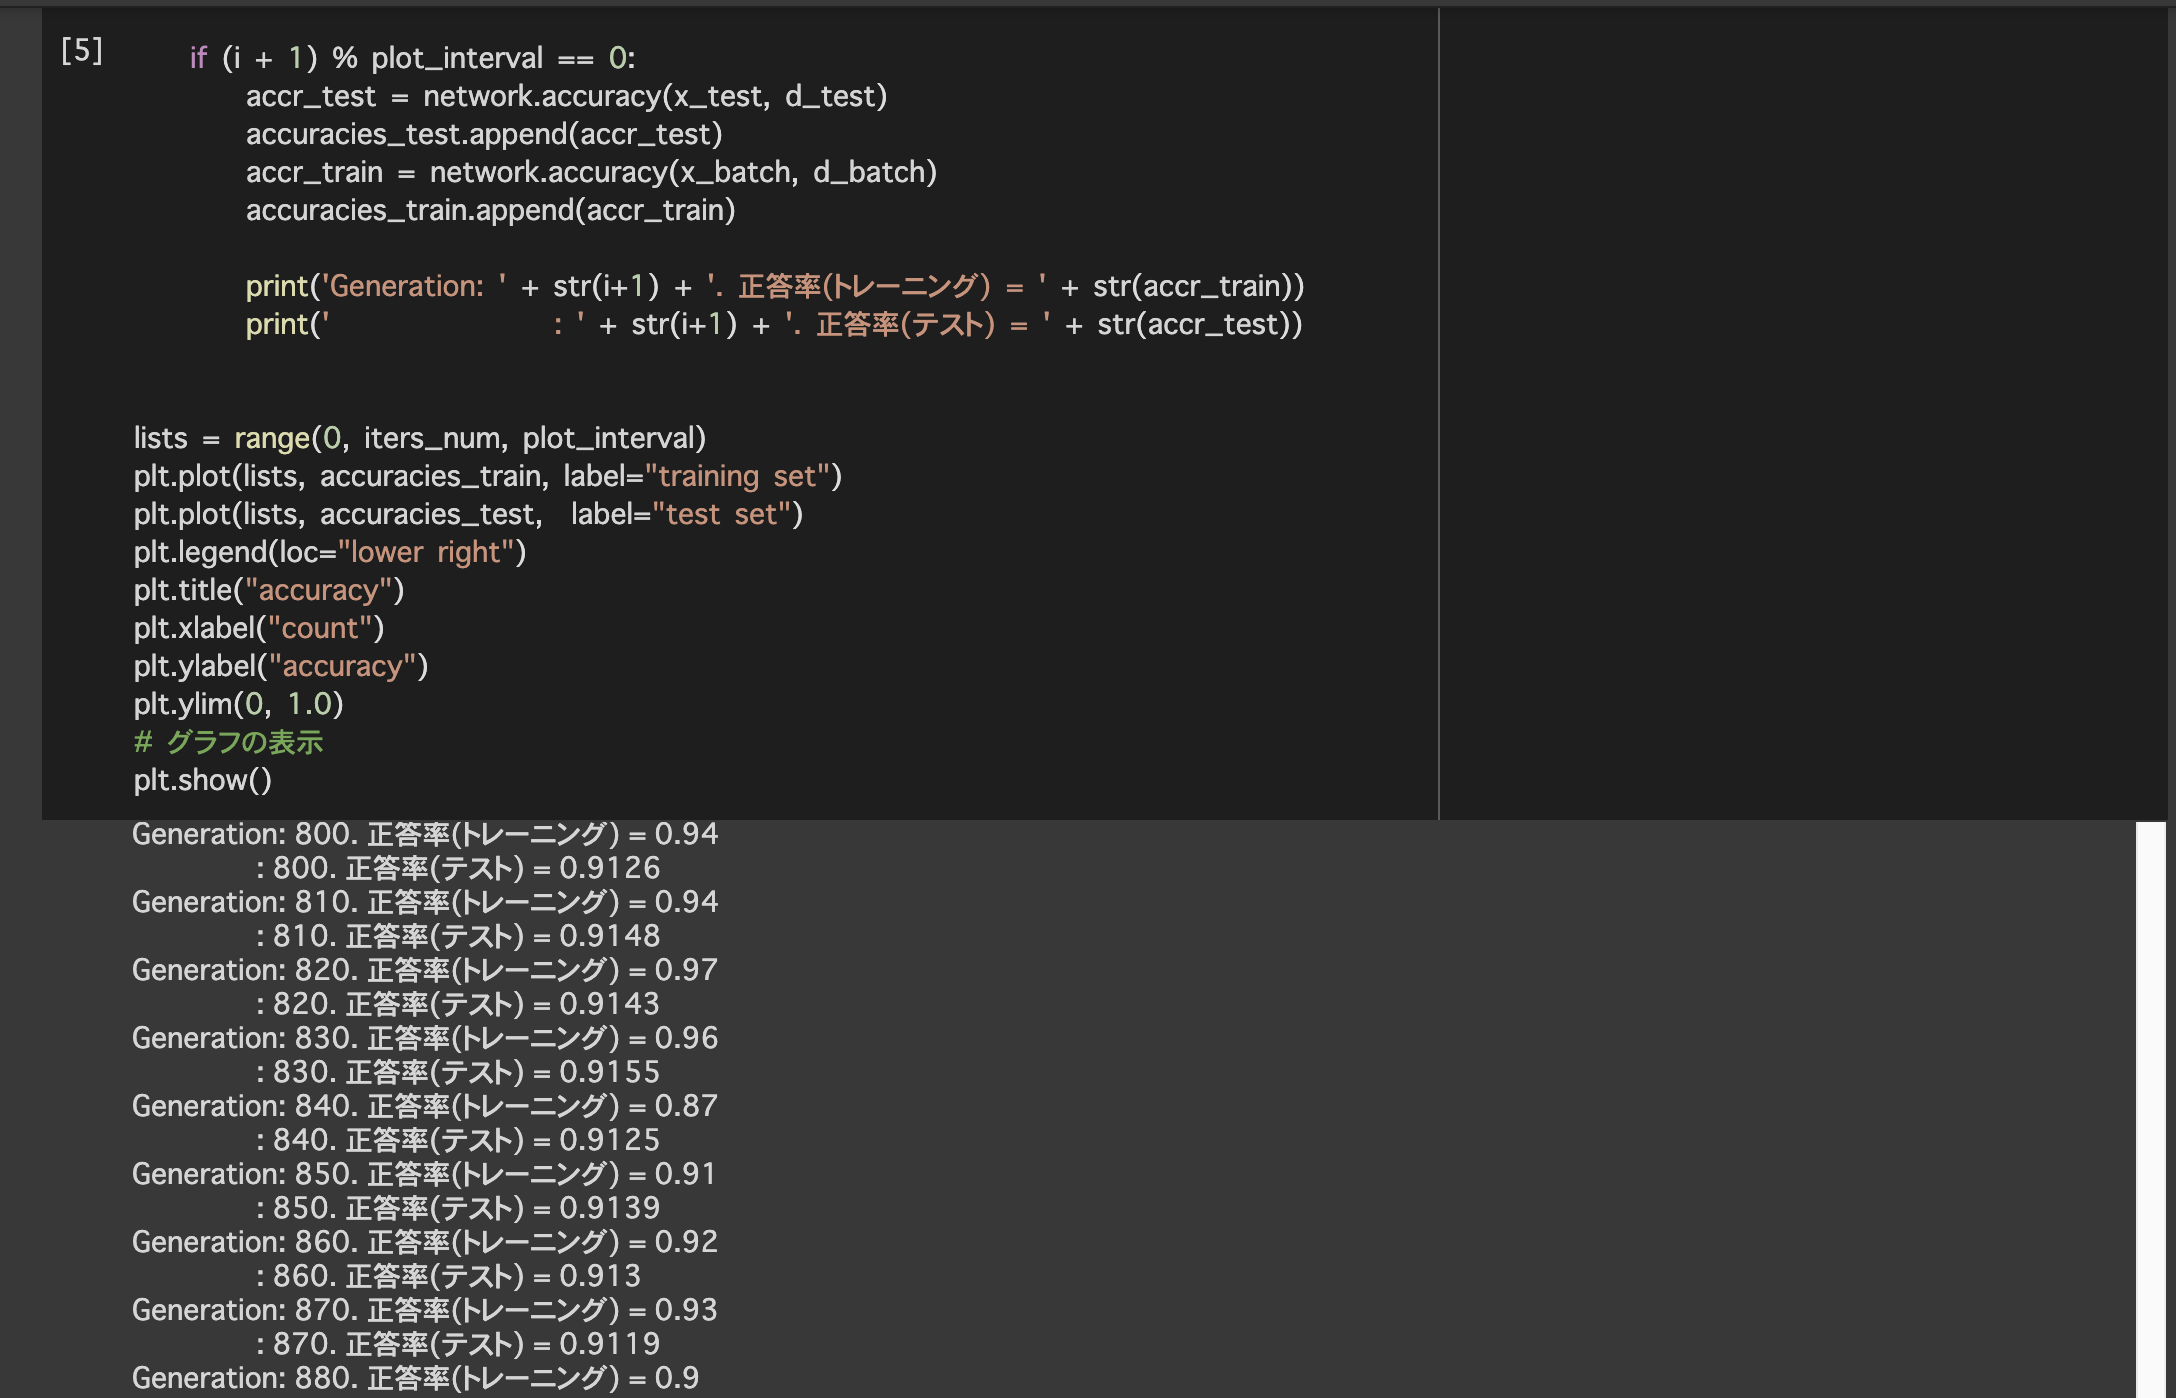 [5] if (i + 1) % plot_interval == 0:
accr_test = network.accuracy(x_test, d_test)
accuracies_test.append(accr_test)
accr_train = network.accuracy(x_batch, d_batch)
accuracies_train.append(accr_train)
print('Generation: ' + str(i+1) + '. 正答率(トレーニング) = ' + str(accr_train))
print('                : ' + str(i+1) + '. 正答率(テスト) = ' + str(accr_test))
lists = range(0, iters_num, plot_interval)
plt.plot(lists, accuracies_train, label="training set")
plt.plot(lists, accuracies_test,  label="test set")
plt.legend(loc="lower right")
plt.title("accuracy")
plt.xlabel("count")
plt.ylabel("accuracy")
plt.ylim(0, 1.0)
# グラフの表示
plt.show()
Generation: 800. 正答率(トレーニング) = 0.94
: 800. 正答率(テスト) = 0.9126
Generation: 810. 正答率(トレーニング) = 0.94
: 810. 正答率(テスト) = 0.9148
Generation: 820. 正答率(トレーニング) = 0.97
: 820. 正答率(テスト) = 0.9143
Generation: 830. 正答率(トレーニング) = 0.96
: 830. 正答率(テスト) = 0.9155
Generation: 840. 正答率(トレーニング) = 0.87
: 840. 正答率(テスト) = 0.9125
Generation: 850. 正答率(トレーニング) = 0.91
: 850. 正答率(テスト) = 0.9139
Generation: 860. 正答率(トレーニング) = 0.92
: 860. 正答率(テスト) = 0.913
Generation: 870. 正答率(トレーニング) = 0.93
: 870. 正答率(テスト) = 0.9119
Generation: 880. 正答率(トレーニング) = 0.9